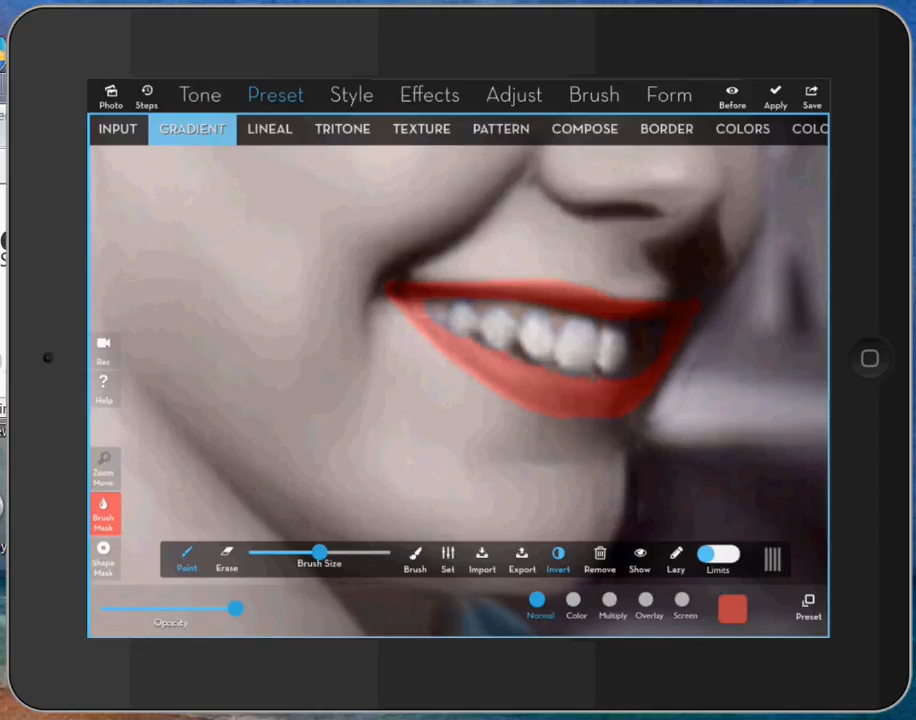 Photo
Steps
Tone
Preset
Style
Effects
Adjust
Brush
Form
Before
Apply
Save
INPUT
GRADIENT
LINEAL
TRITONE
TEXTURE
PATTERN
COMPOSE
BORDER
COLORS
COLO
Rec
?
Help
Zoom
Move
Brush
Mask
Shape
Mask
Paint
Erase
Brush Size
Brush
Set
Import
Export
Invert
Remove
Show
Lazy
Limits
Opacity
Normal
Color
Multiply
Overlay
Screen
Preset